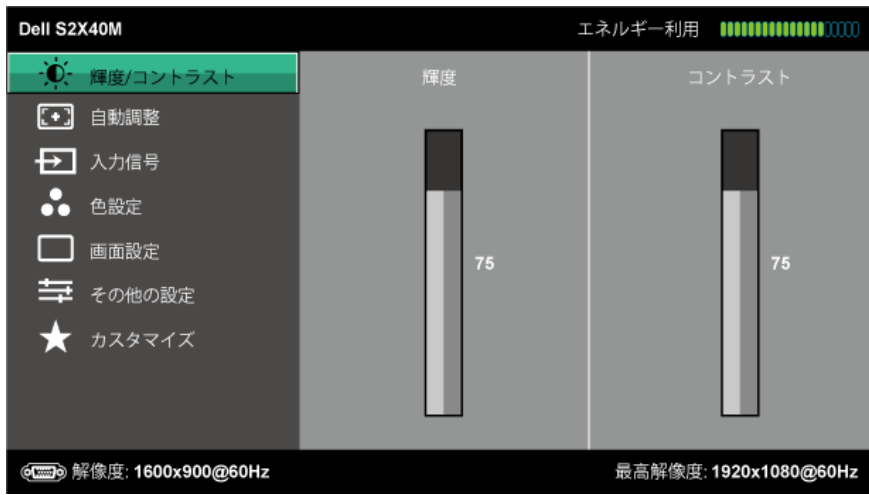 Dell S2X40M
エネルギー利用
輝度/コントラスト
自動調整
入力信号
色設定
画面設定
その他の設定
カスタマイズ
輝度
75
コントラスト
75
解像度: 1600x900@60Hz
最高解像度: 1920x1080@60Hz